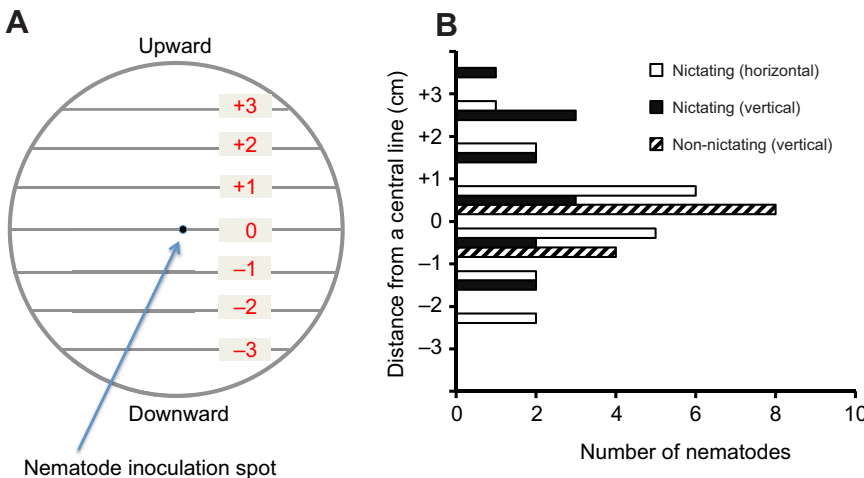 A
Upward
+3
+2
+1
0
–1
–2
–3
Downward
Nematode inoculation spot
B
Distance from a central line (cm)
+3
+2
+1
0
–1
–2
–3
0 2 4 6 8 10
Number of nematodes
Nictating (horizontal)
Nictating (vertical)
Non-nictating (vertical)